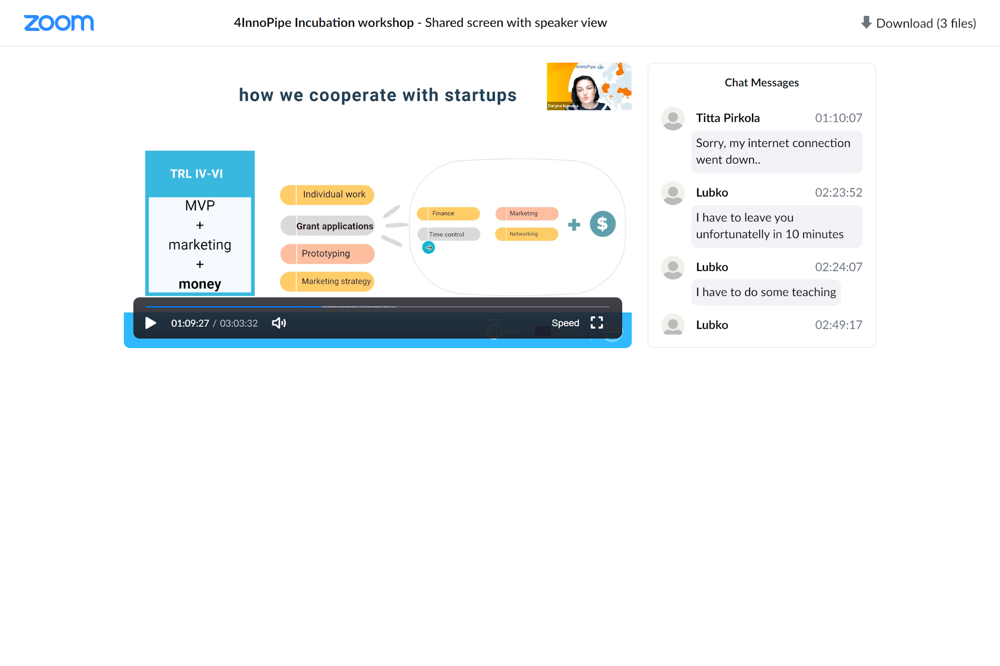 zoom
4InnoPipe Incubation workshop - Shared screen with speaker view
Download (3 files)
how we cooperate with startups
4InnoPipe
Daryna Ivanova
TRL IV-VI
MVP
+
marketing
+
money
Individual work
Grant applications
Prototyping
Marketing strategy
Finance
Marketing
Time control
Networking
$
01:09:27 / 03:03:32
Speed
Chat Messages
Titta Pirkola 01:10:07
Sorry, my internet connection
went down..
Lubko 02:23:52
I have to leave you
unfortunatelly in 10 minutes
Lubko 02:24:07
I have to do some teaching
Lubko 02:49:17